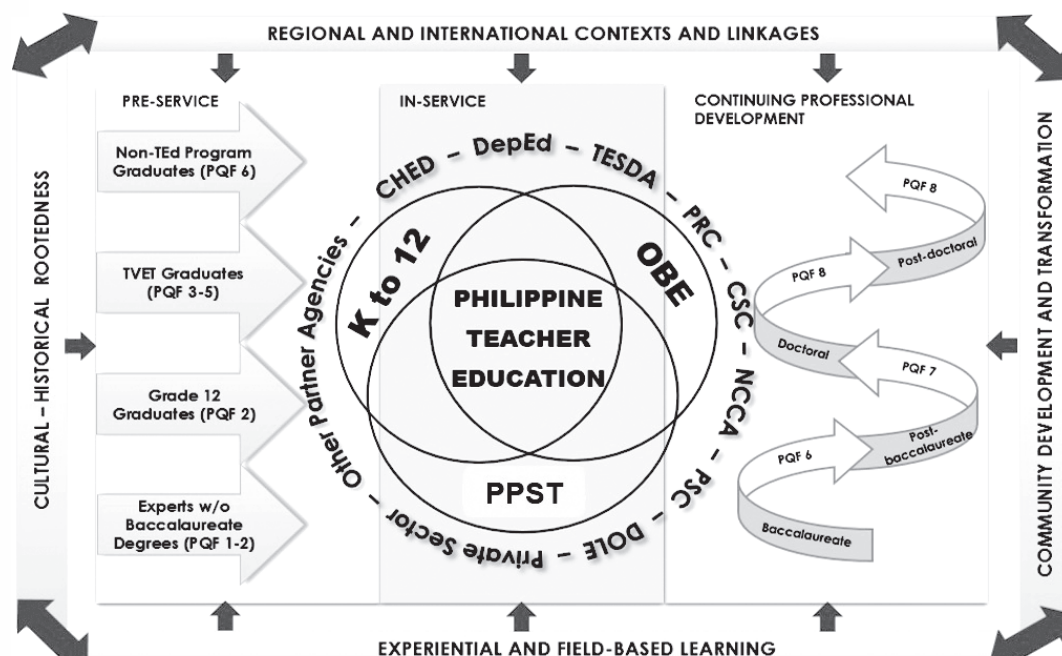 REGIONAL AND INTERNATIONAL CONTEXTS AND LINKAGES
CULTURAL – HISTORICAL ROOTEDNESS
PRE-SERVICE
Non-TEd Program
Graduates (PQF 6)
TVET Graduates
(PQF 3-5)
Grade 12
Graduates (PQF 2)
Experts w/o
Baccalaureate
Degrees (PQF 1-2)
IN-SERVICE
CHED – DepEd – TESDA – PRC – CSC – NCCA – PSC – DOLE – Private Sector – Other Partner Agencies –
K to 12
OBE
PHILIPPINE
TEACHER
EDUCATION
PPST
CONTINUING PROFESSIONAL
DEVELOPMENT
PQF 8
Post-doctoral
PQF 8
Doctoral
PQF 7
Post-
baccalaureate
PQF 6
Baccalaureate
COMMUNITY DEVELOPMENT AND TRANSFORMATION
EXPERIENTIAL AND FIELD-BASED LEARNING